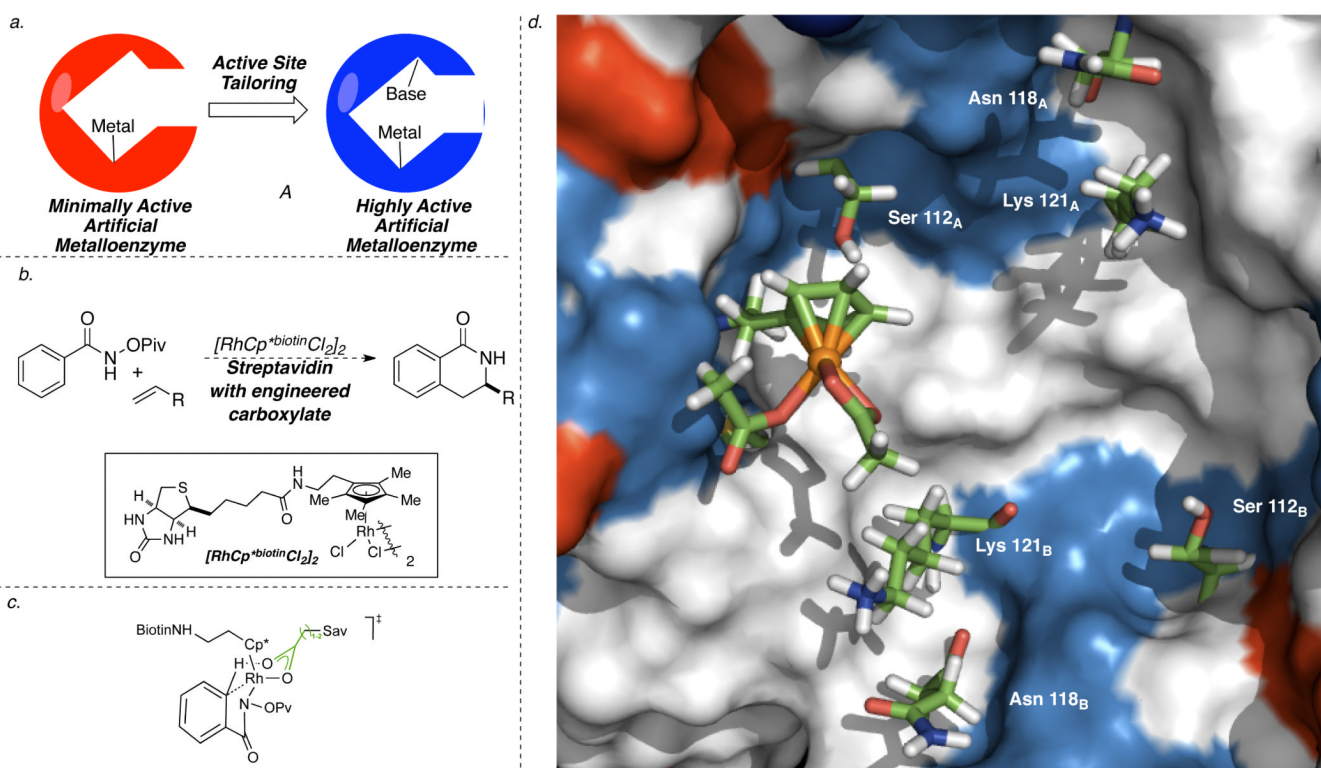 a.
Active Site
Tailoring
Metal
Base
Metal
A
Minimally Active
Artificial
Metalloenzyme
Highly Active
Artificial
Metalloenzyme
b.
O
N
H
OPiv
+
R
[RhCp*biotinCl2]2
Streptavidin
with engineered
carboxylate
O
NH
R
H
S
HN
NH
O
H
H
N
O
Me
Me
Me
Me
Rh
Cl
Cl
2
[RhCp*biotinCl2]2
c.
BiotinNH
Cp*
1-2
Sav
‡
H
O
Rh
O
N
OPv
O
d.
Asn 118A
Lys 121A
Ser 112A
Ser 112B
Lys 121B
Asn 118B